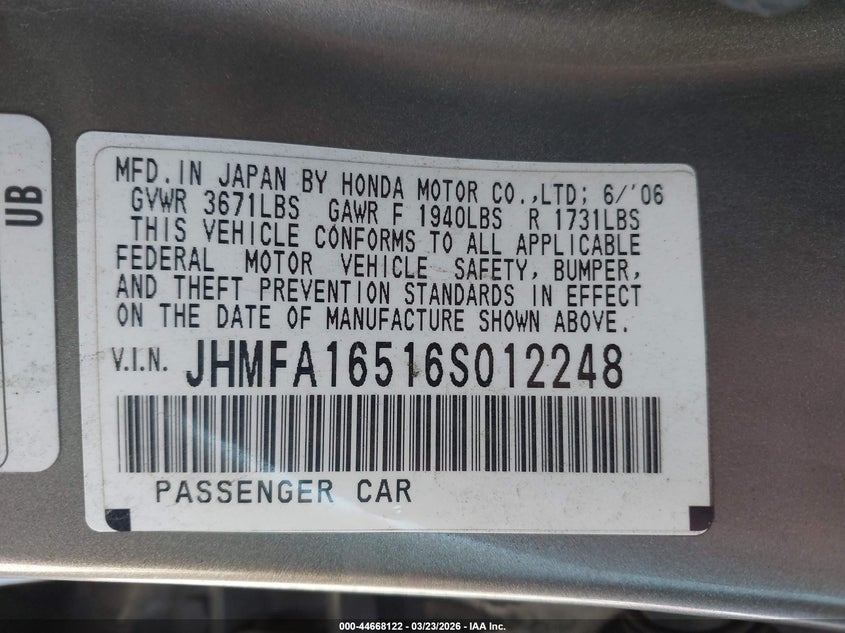 UB
MFD. IN JAPAN BY HONDA MOTOR CO.,LTD; 6/'06
GVWR 3671LBS GAWR F 1940LBS R 1731LBS
THIS VEHICLE CONFORMS TO ALL APPLICABLE
FEDERAL MOTOR VEHICLE SAFETY, BUMPER,
AND THEFT PREVENTION STANDARDS IN EFFECT
ON THE DATE OF MANUFACTURE SHOWN ABOVE.
V.I.N. JHMFA16516S012248
PASSENGER CAR
000-44668122 — 03/23/2026 — IAA Inc.